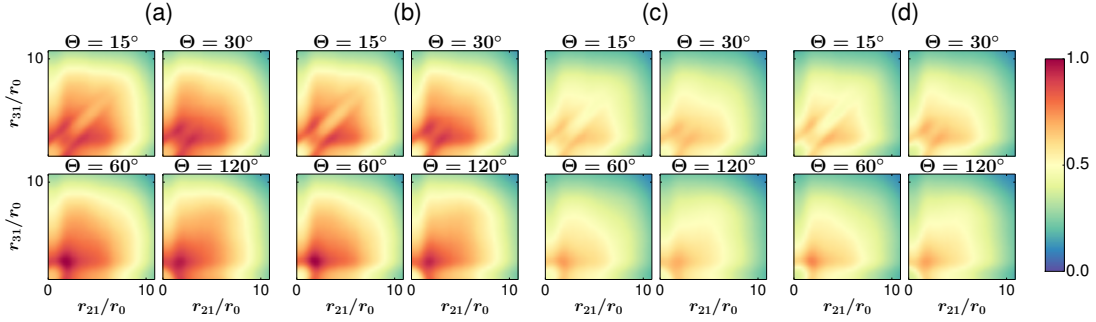 (a) (b) (c) (d)
Θ = 15° Θ = 30° Θ = 15° Θ = 30° Θ = 15° Θ = 30° Θ = 15° Θ = 30°
10 1.0
r31/r0
Θ = 60° Θ = 120° Θ = 60° Θ = 120° Θ = 60° Θ = 120° Θ = 60° Θ = 120°
0.5
10
r31/r0
0.0
0 10 0 10 0 10 0 10 0 10 0 10 0 10 0 10
r21/r0 r21/r0 r21/r0 r21/r0 r21/r0 r21/r0 r21/r0 r21/r0